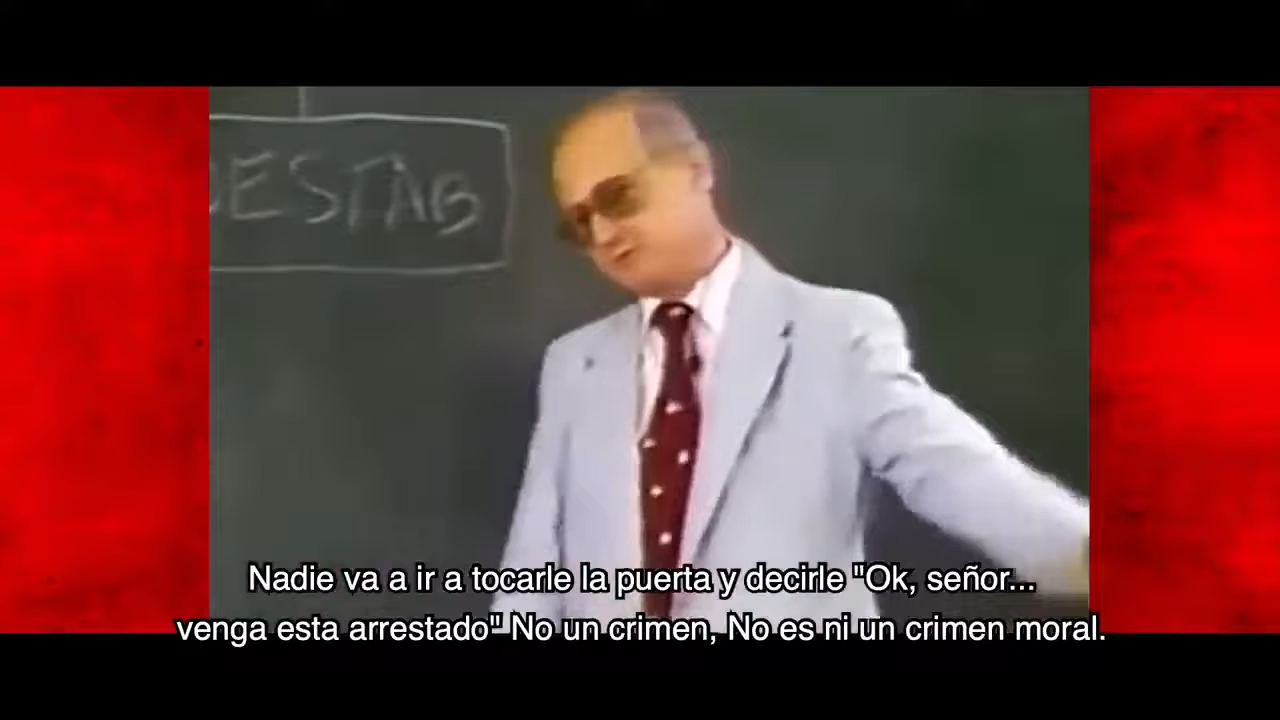 DESTAB
Nadie va a ir a tocarle la puerta y decirle "Ok, señor...
venga esta arrestado" No un crimen, No es ni un crimen moral.